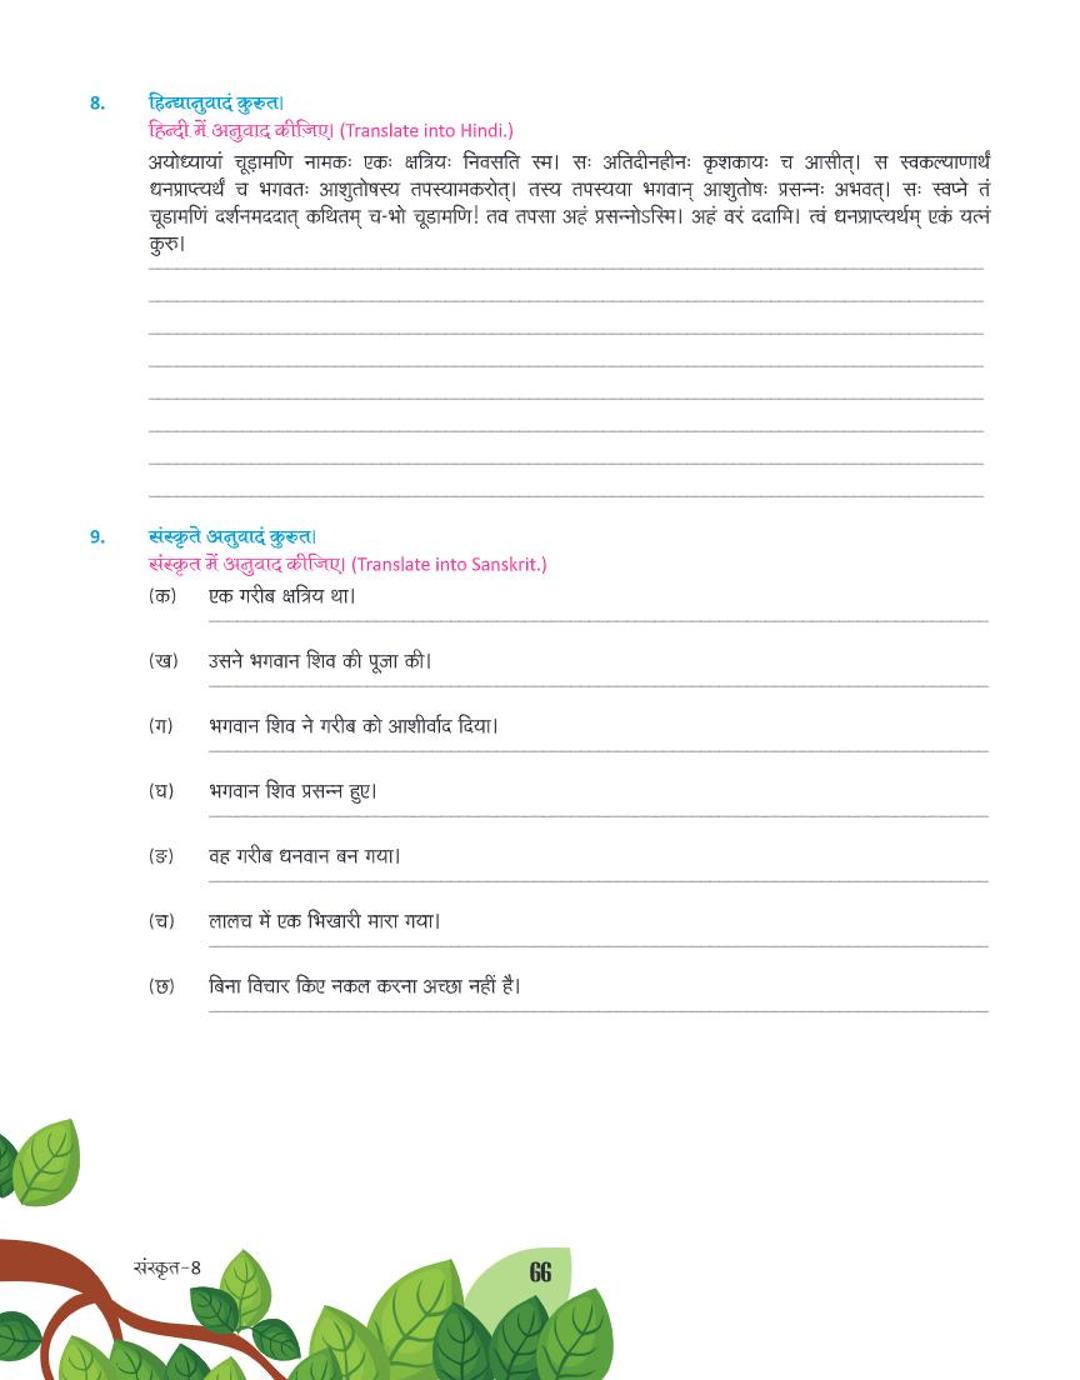 8. हिन्द्यानुवादं कुरुत।
हिन्दी में अनुवाद कीजिए। (Translate into Hindi.)
अयोध्यायां चूड़ामणि नामकः एकः क्षत्रियः निवसति स्म। सः अतिदीनहीनः कृशकायः च आसीत्। स स्वकल्याणार्थं
धनप्राप्त्यर्थं च भगवतः आशुतोषस्य तपस्यामकरोत्। तस्य तपस्यया भगवान् आशुतोषः प्रसन्नः अभवत्। सः स्वप्ने तं
चूडामणिं दर्शनमददात् कथितम् च-भो चूडामणि! तव तपसा अहं प्रसन्नोऽस्मि। अहं वरं ददामि। त्वं धनप्राप्त्यर्थम् एकं यत्नं
कुरु।
9. संस्कृते अनुवादं कुरुत।
संस्कृत में अनुवाद कीजिए। (Translate into Sanskrit.)
(क) एक गरीब क्षत्रिय था।
(ख) उसने भगवान शिव की पूजा की।
(ग) भगवान शिव ने गरीब को आशीर्वाद दिया।
(घ) भगवान शिव प्रसन्न हुए।
(ङ) वह गरीब धनवान बन गया।
(च) लालच में एक भिखारी मारा गया।
(छ) बिना विचार किए नकल करना अच्छा नहीं है।
संस्कृत-8
66